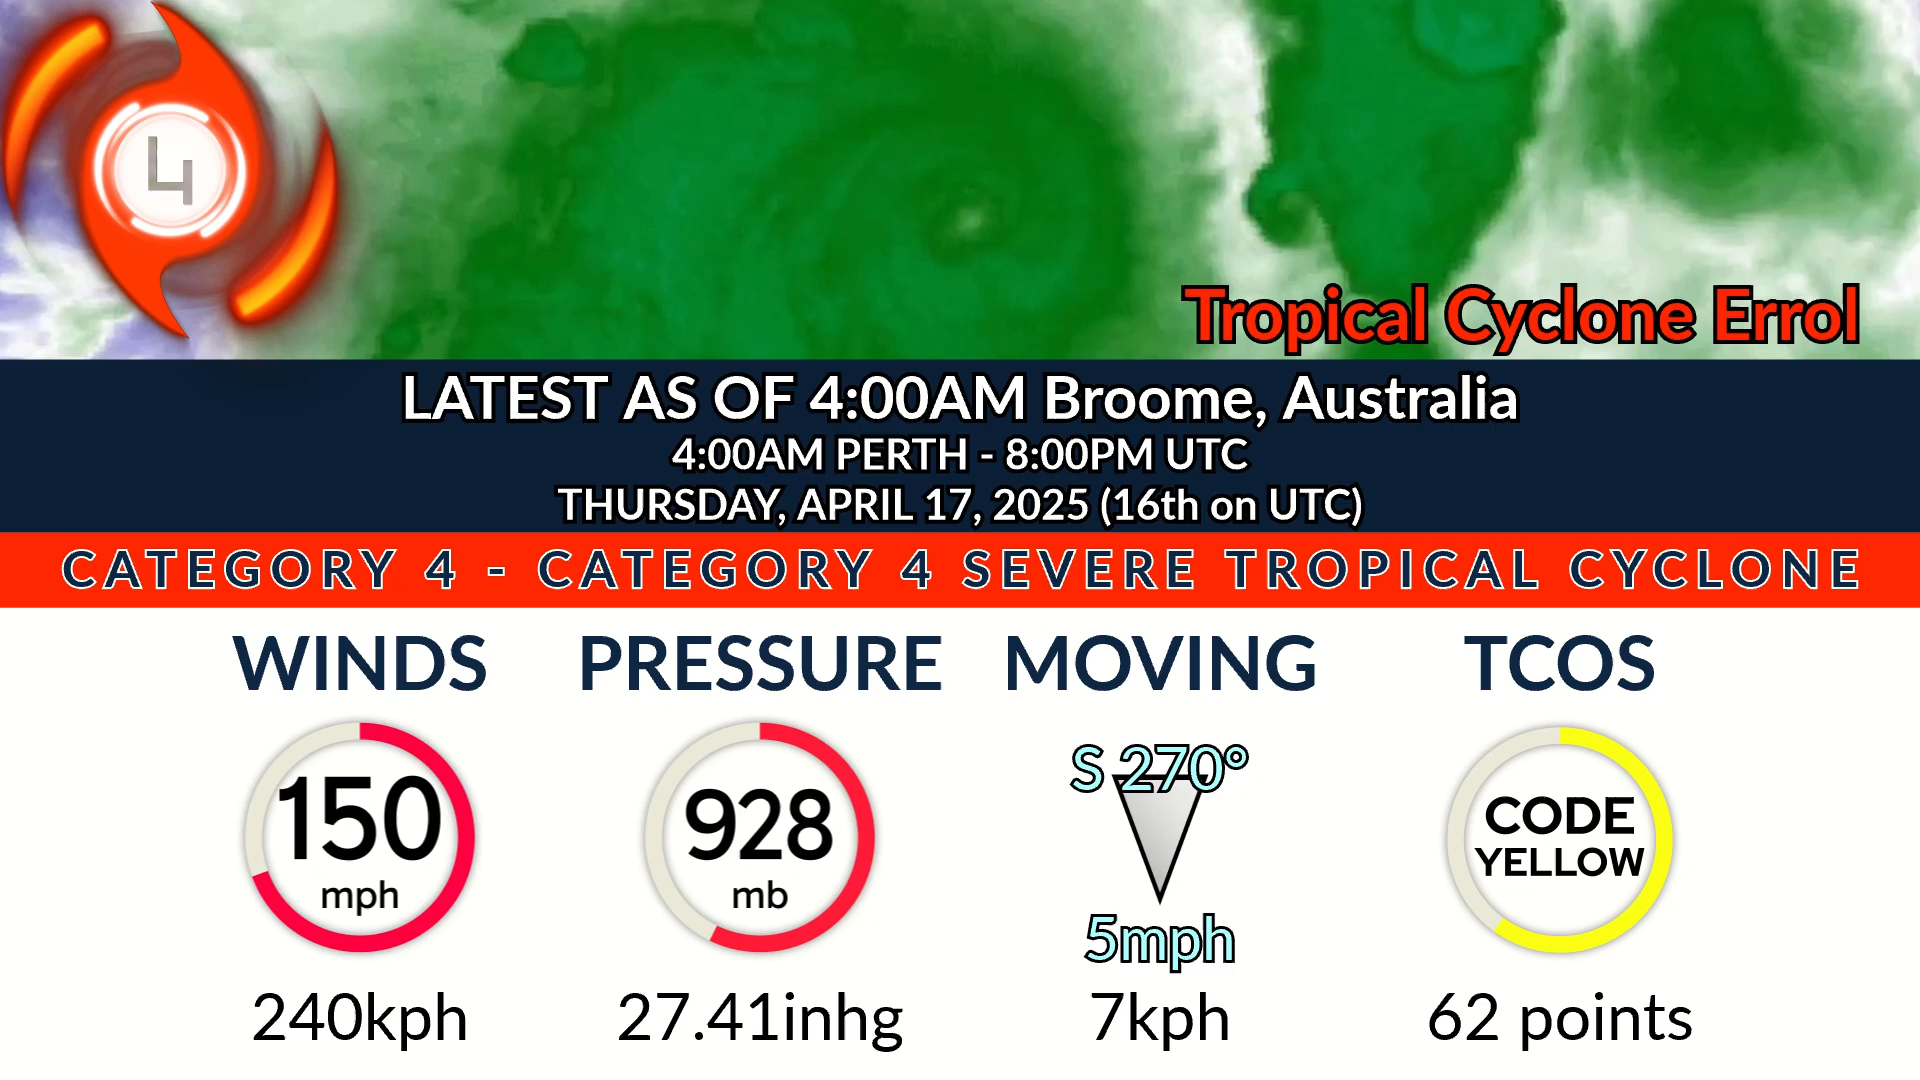 4
Tropical Cyclone Errol
LATEST AS OF 4:00AM Broome, Australia
4:00AM PERTH - 8:00PM UTC
THURSDAY, APRIL 17, 2025 (16th on UTC)
CATEGORY 4 - CATEGORY 4 SEVERE TROPICAL CYCLONE
WINDS PRESSURE MOVING TCOS
150 mph
928 mb
S 270°
5mph
CODE YELLOW
240kph 27.41inhg 7kph 62 points